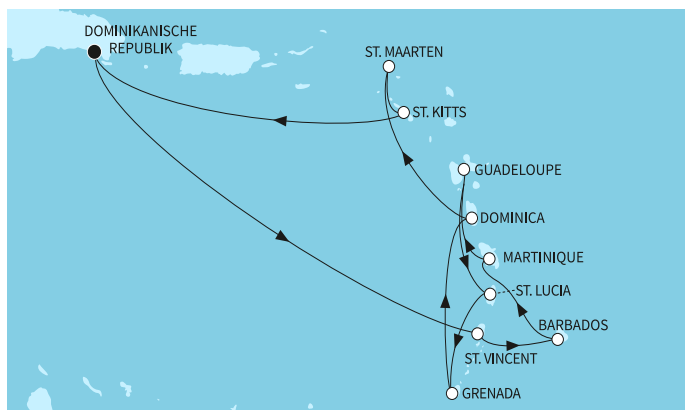 DOMINIKANISCHE
REPUBLIK
ST. MAARTEN
ST. KITTS
GUADELOUPE
DOMINICA
MARTINIQUE
ST. LUCIA
BARBADOS
ST. VINCENT
GRENADA